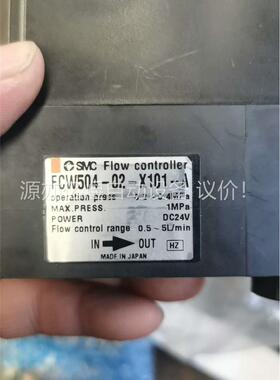 SMC Flow controller
FCW504-02-X101-A
operation press
MAX.PRESS. 1MPa
POWER DC24V
Flow control range 0.5~5L/min
IN → OUT HZ
MADE IN JAPAN
议价!